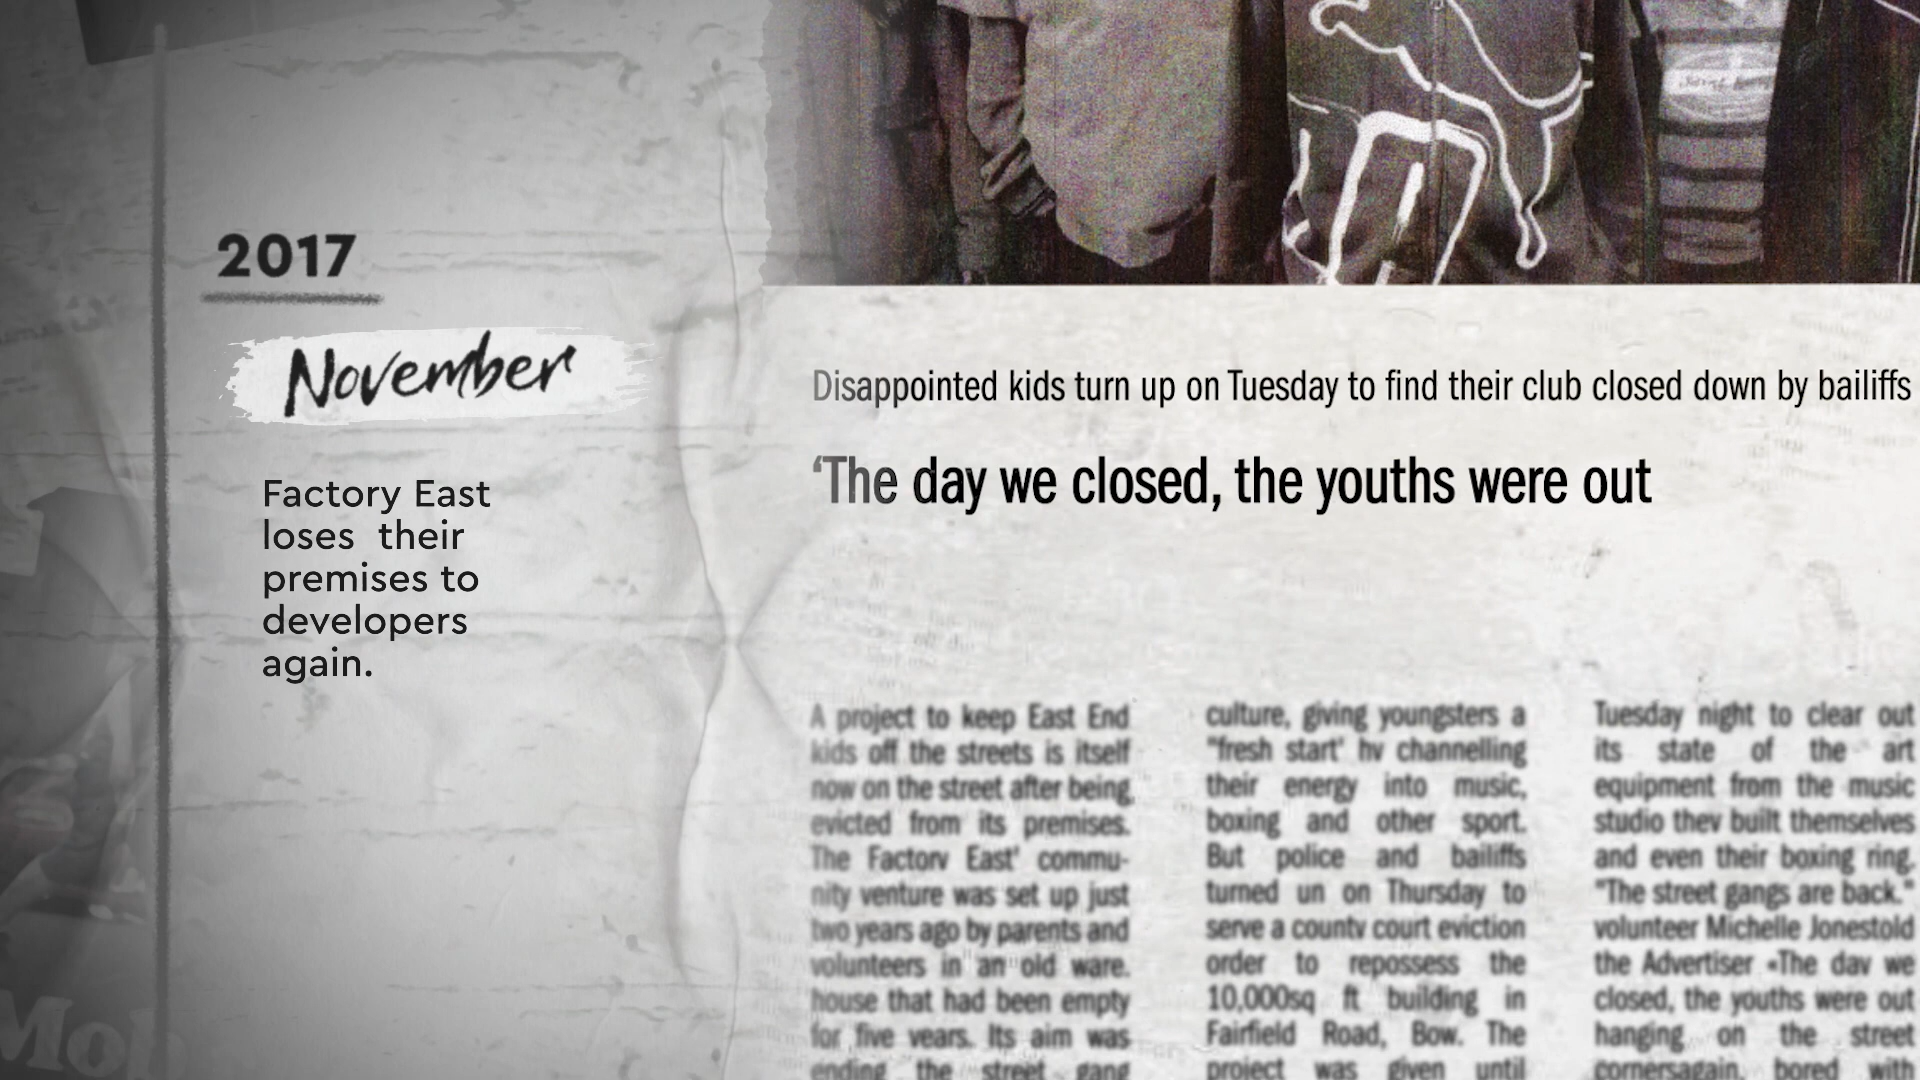 2017
November
Factory East
loses their
premises to
developers
again.
Disappointed kids turn up on Tuesday to find their club closed down by bailiffs
‘The day we closed, the youths were out
A project to keep East End
kids off the streets is itself
now on the street after being
evicted from its premises.
The Factorv East' commu-
nity venture was set up just
two years ago by parents and
volunteers in an old ware.
house that had been empty
for five years. Its aim was
ending the street gang
culture, giving youngsters a
"fresh start' hv channelling
their energy into music,
boxing and other sport.
But police and bailiffs
turned un on Thursday to
serve a countv court eviction
order to repossess the
10,000sq ft building in
Fairfield Road, Bow. The
project was given until
Tuesday night to clear out
its state of the art
equipment from the music
studio thev built themselves
and even their boxing ring.
"The street gangs are back."
volunteer Michelle Jonestold
the Advertiser «The dav we
closed, the youths were out
hanging on the street
cornersagain, bored with
Mob